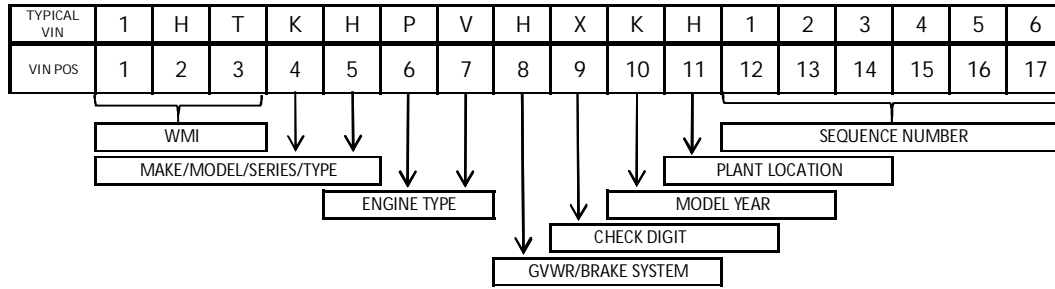 TYPICAL VIN 1 H T K H P V H X K H 1 2 3 4 5 6
VIN POS 1 2 3 4 5 6 7 8 9 10 11 12 13 14 15 16 17
WMI SEQUENCE NUMBER
MAKE/MODEL/SERIES/TYPE PLANT LOCATION
ENGINE TYPE MODEL YEAR
CHECK DIGIT
GVWR/BRAKE SYSTEM